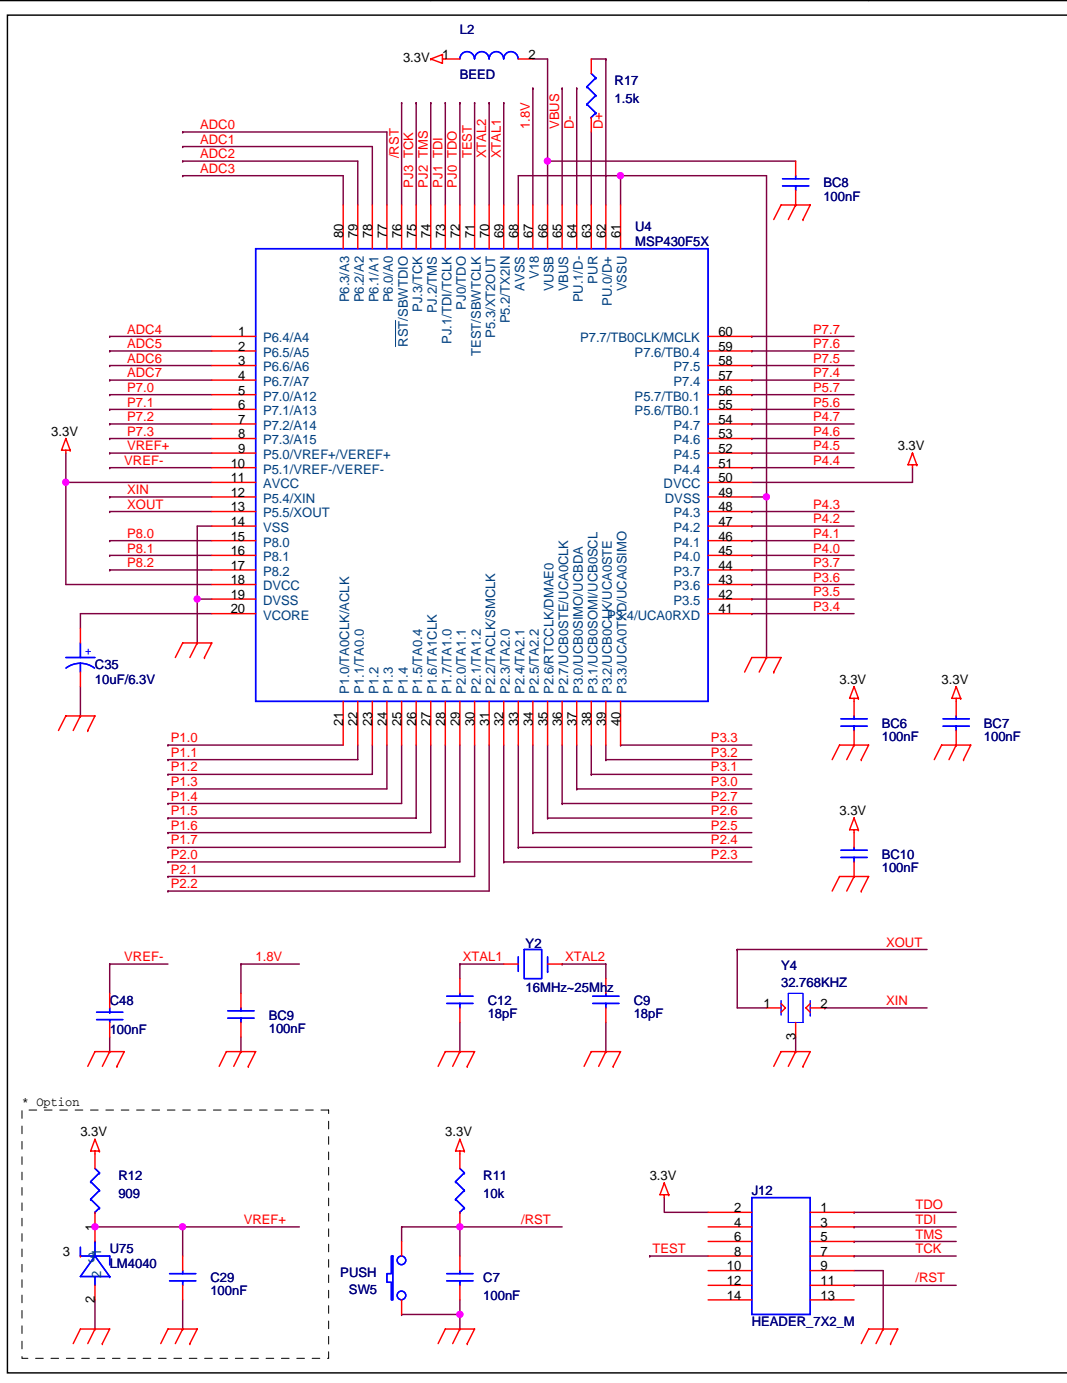 L2
3.3V 1 2
BEED
R17
1.5k
ADC0
ADC1
ADC2
ADC3
/RST
PJ3 TCK
PJ2 TMS
PJ1 TDI
PJ0 TDO
TEST
XTAL2
XTAL1
1.8V
VBUS
D-
D+
BC8
100nF
80 79 78 77 76 75 74 73 72 71 70 69 68 67 66 65 64 63 62 61
U4
MSP430F5X
P6.3/A3
P6.2/A2
P6.1/A1
P6.0/A0
RST/SBWTDIO
PJ.3/TCK
PJ.2/TMS
PJ.1/TDI/TCLK
PJ0/TDO
TEST/SBWTCLK
P5.3/XT2OUT
P5.2/TX2IN
AVSS
V18
VUSB
VBUS
PU.1/D-
PUR
PU.0/D+
VSSU
ADC4 1 P6.4/A4
ADC5 2 P6.5/A5
ADC6 3 P6.6/A6
ADC7 4 P6.7/A7
P7.0 5 P7.0/A12
P7.1 6 P7.1/A13
P7.2 7 P7.2/A14
P7.3 8 P7.3/A15
VREF+ 9 P5.0/VREF+/VEREF+
VREF- 10 P5.1/VREF-/VEREF-
3.3V
11 AVCC
XIN 12 P5.4/XIN
XOUT 13 P5.5/XOUT
14 VSS
P8.0 15 P8.0
P8.1 16 P8.1
P8.2 17 P8.2
18 DVCC
19 DVSS
20 VCORE
P7.7/TB0CLK/MCLK 60 P7.7
P7.6/TB0.4 59 P7.6
P7.5 58 P7.5
P7.4 57 P7.4
P5.7/TB0.1 56 P5.7
P5.6/TB0.1 55 P5.6
P4.7 54 P4.7
P4.6 53 P4.6
P4.5 52 P4.5
P4.4 51 P4.4
3.3V
DVCC 50
DVSS 49
P4.3 48 P4.3
P4.2 47 P4.2
P4.1 46 P4.1
P4.0 45 P4.0
P3.7 44 P3.7
P3.6 43 P3.6
P3.5 42 P3.5
P3.4/UCA0RXD 41 P3.4
+
C35
10uF/6.3V
P1.0/TA0CLK/ACLK
P1.1/TA0.0
P1.2
P1.3
P1.4
P1.5/TA0.4
P1.6/TA1CLK
P1.7/TA1.0
P2.0/TA1.1
P2.1/TA1.2
P2.2/TACLK/SMCLK
P2.3/TA2.0
P2.4/TA2.1
P2.5/TA2.2
P2.6/RTCCLK/DMAE0
P2.7/UCB0STE/UCA0CLK
P3.0/UCB0SIMO/UCBDA
P3.1/UCB0SOMI/UCB0SCL
P3.2/UCB0CLK/UCA0STE
P3.3/UCA0TXD/UCA0SIMO
21 22 23 24 25 26 27 28 29 30 31 32 33 34 35 36 37 38 39 40
P1.0
P1.1
P1.2
P1.3
P1.4
P1.5
P1.6
P1.7
P2.0
P2.1
P2.2
P3.3
P3.2
P3.1
P3.0
P2.7
P2.6
P2.5
P2.4
P2.3
3.3V
BC6
100nF
3.3V
BC7
100nF
3.3V
BC10
100nF
VREF-
C48
100nF
1.8V
BC9
100nF
XTAL1 Y2 XTAL2
16MHz~25Mhz
C12
18pF
C9
18pF
XOUT
Y4
32.768KHZ
1 2 XIN
3
* Option
3.3V
R12
909
VREF+
1
3 U75
LM4040
2
C29
100nF
3.3V
R11
10k
/RST
PUSH
SW5
C7
100nF
3.3V
J12
2 1 TDO
4 3 TDI
6 5 TMS
TEST 8 7 TCK
10 9
12 11 /RST
14 13
HEADER_7X2_M